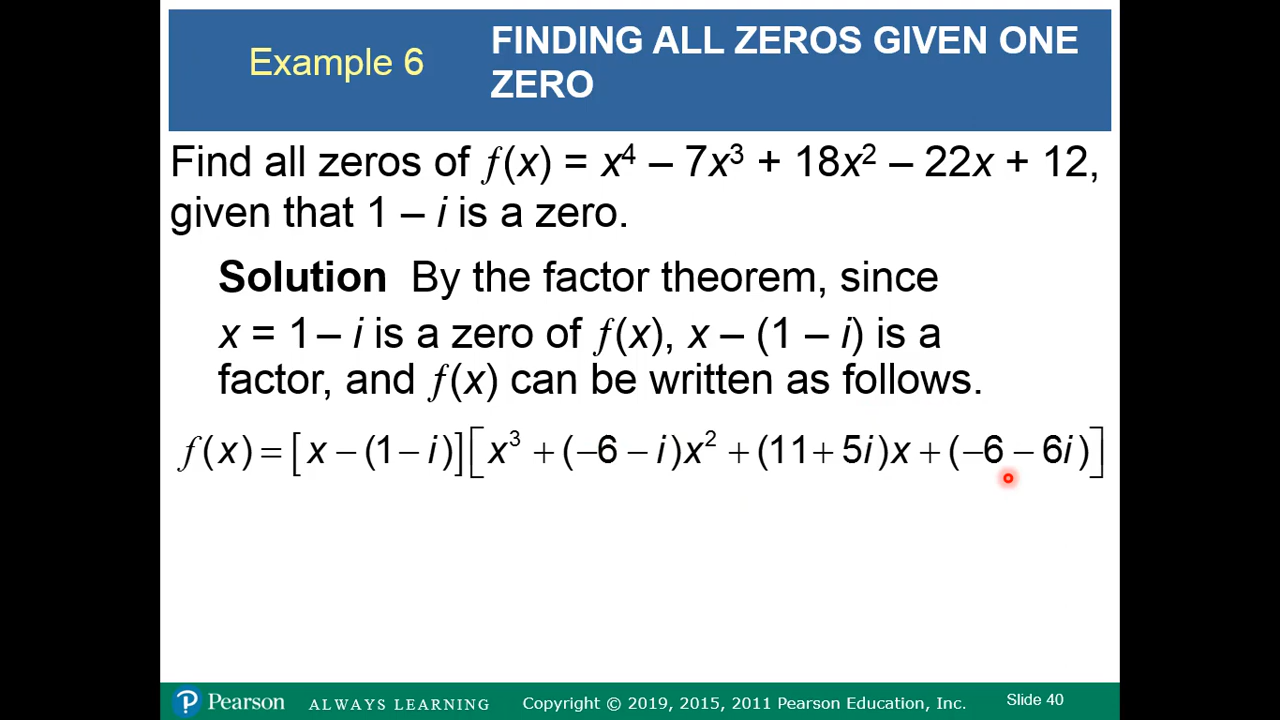 Example 6
FINDING ALL ZEROS GIVEN ONE
ZERO
Find all zeros of f(x) = x⁴ – 7x³ + 18x² – 22x + 12,
given that 1 – i is a zero.
Solution By the factor theorem, since
x = 1 – i is a zero of f(x), x – (1 – i) is a
factor, and f(x) can be written as follows.
f(x) = [x − (1 − i)][x³ + (−6 − i)x² + (11 + 5i)x + (−6 − 6i)]
P Pearson ALWAYS LEARNING Copyright © 2019, 2015, 2011 Pearson Education, Inc. Slide 40